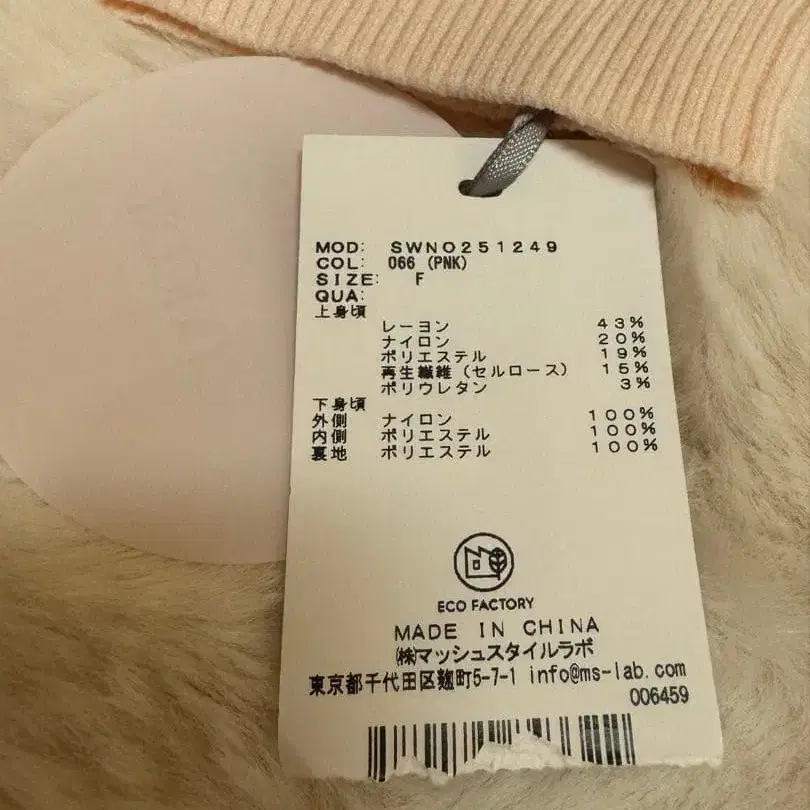 MOD: SWNO251249
COL: 066 (PNK)
SIZE: F
QUA:
上身頃
レーヨン 43%
ナイロン 20%
ポリエステル 19%
再生繊維(セルロース) 15%
ポリウレタン 3%
下身頃
外側 ナイロン 100%
内側 ポリエステル 100%
裏地 ポリエステル 100%
ECO FACTORY
MADE IN CHINA
㈱マッシュスタイルラボ
東京都千代田区麹町5-7-1 info@ms-lab.com
006459